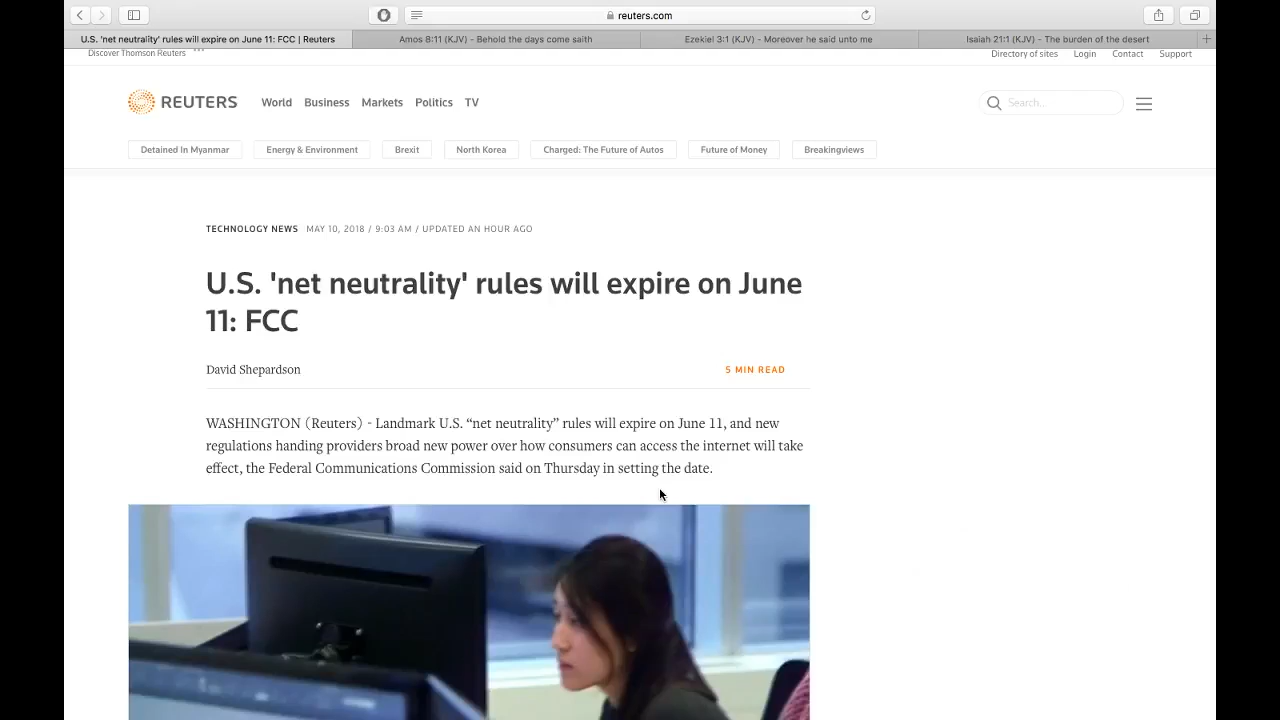 reuters.com
U.S. 'net neutrality' rules will expire on June 11: FCC | Reuters
Amos 8:11 (KJV) - Behold the days come saith
Ezekiel 3:1 (KJV) - Moreover he said unto me
Isaiah 21:1 (KJV) - The burden of the desert
Discover Thomson Reuters ...
Directory of sites Login Contact Support
REUTERS World Business Markets Politics TV
Search..
Detained In Myanmar Energy & Environment Brexit North Korea Charged: The Future of Autos Future of Money Breakingviews
TECHNOLOGY NEWS MAY 10, 2018 / 9:03 AM / UPDATED AN HOUR AGO
U.S. 'net neutrality' rules will expire on June
11: FCC
David Shepardson
5 MIN READ
WASHINGTON (Reuters) - Landmark U.S. “net neutrality” rules will expire on June 11, and new
regulations handing providers broad new power over how consumers can access the internet will take
effect, the Federal Communications Commission said on Thursday in setting the date.